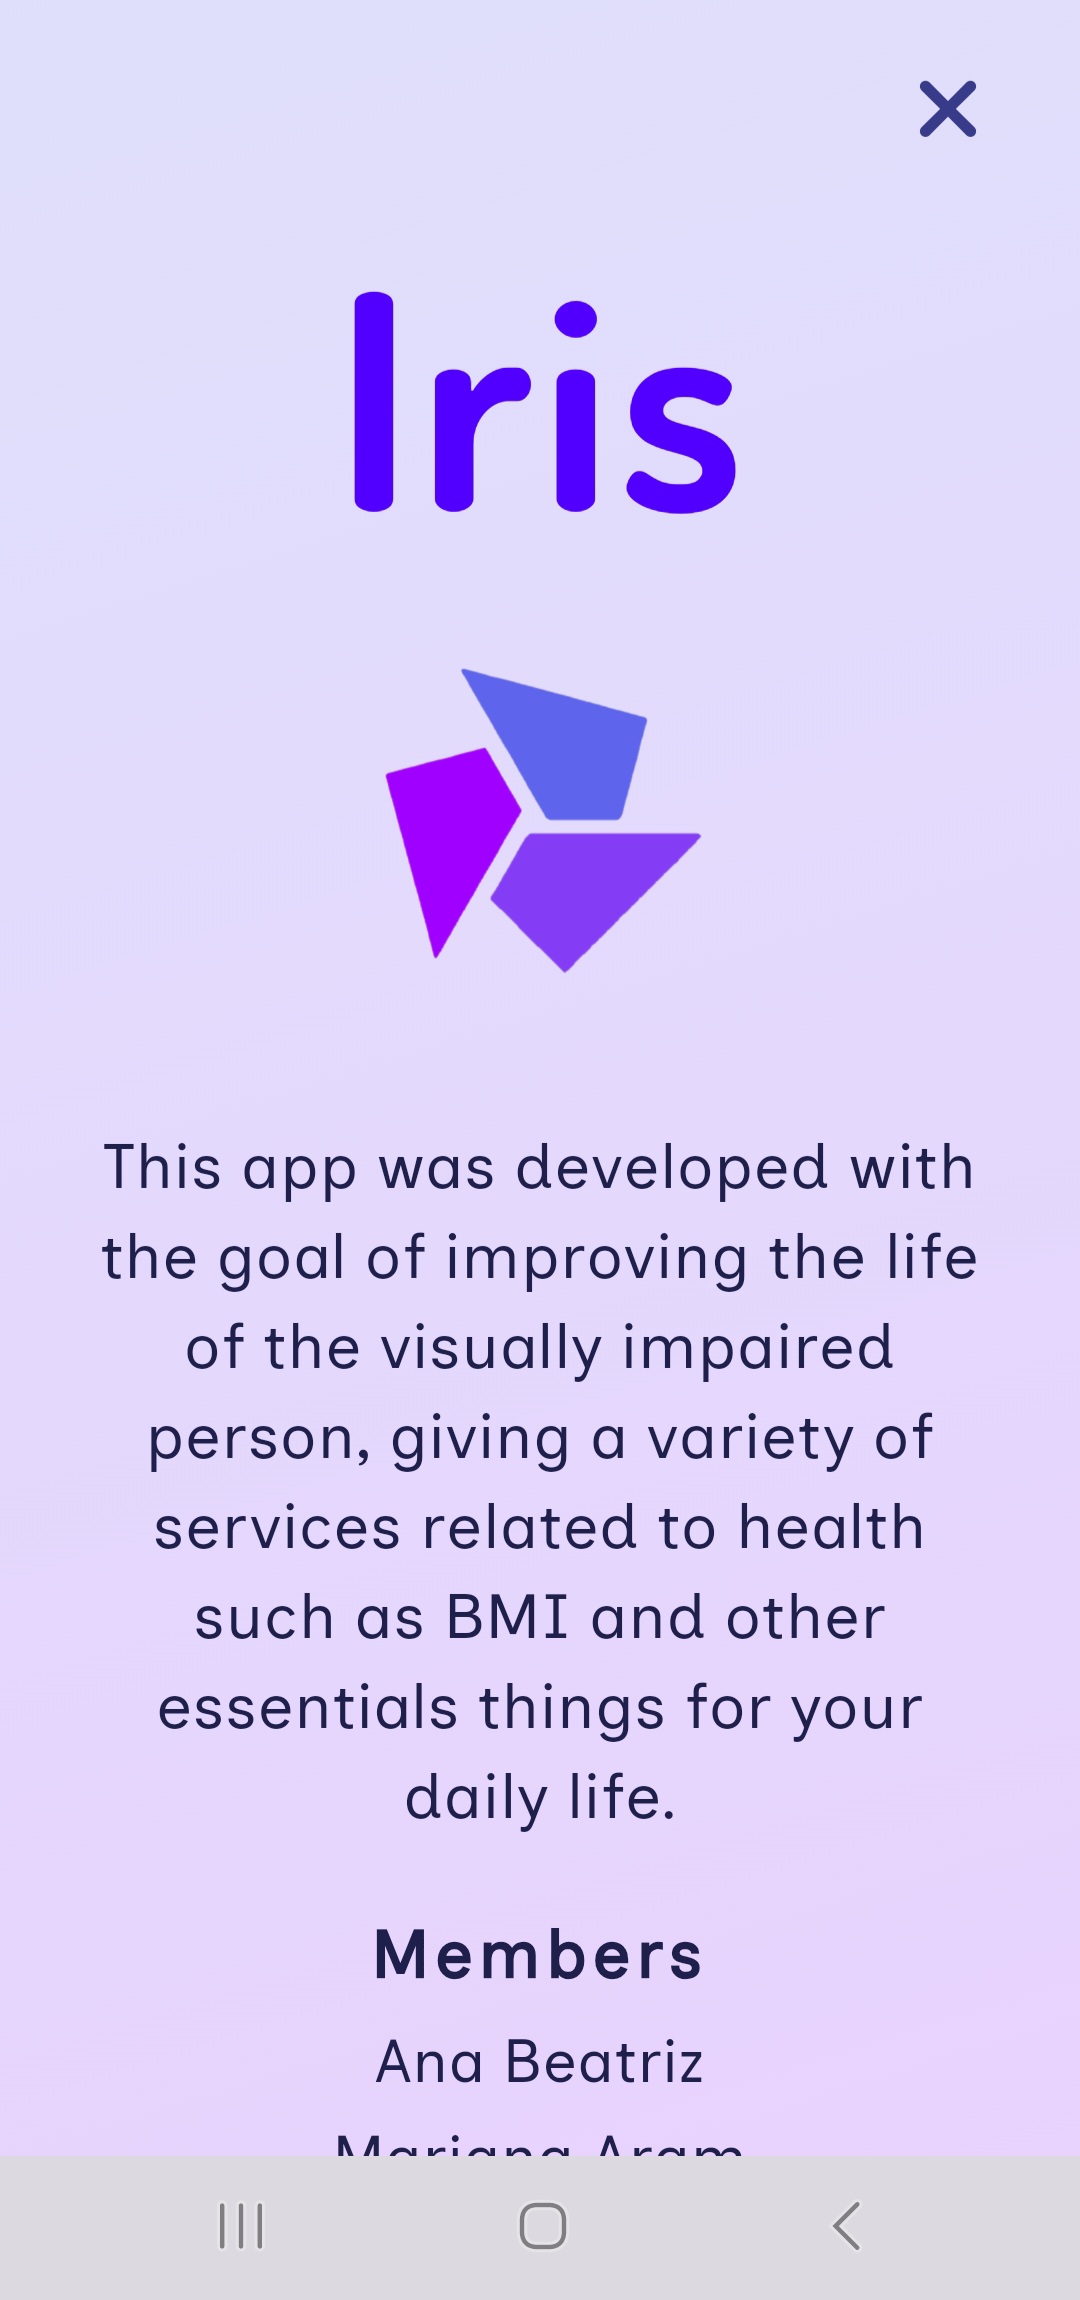 Iris
This app was developed with
the goal of improving the life
of the visually impaired
person, giving a variety of
services related to health
such as BMI and other
essentials things for your
daily life.
Members
Ana Beatriz
Mariana Aram